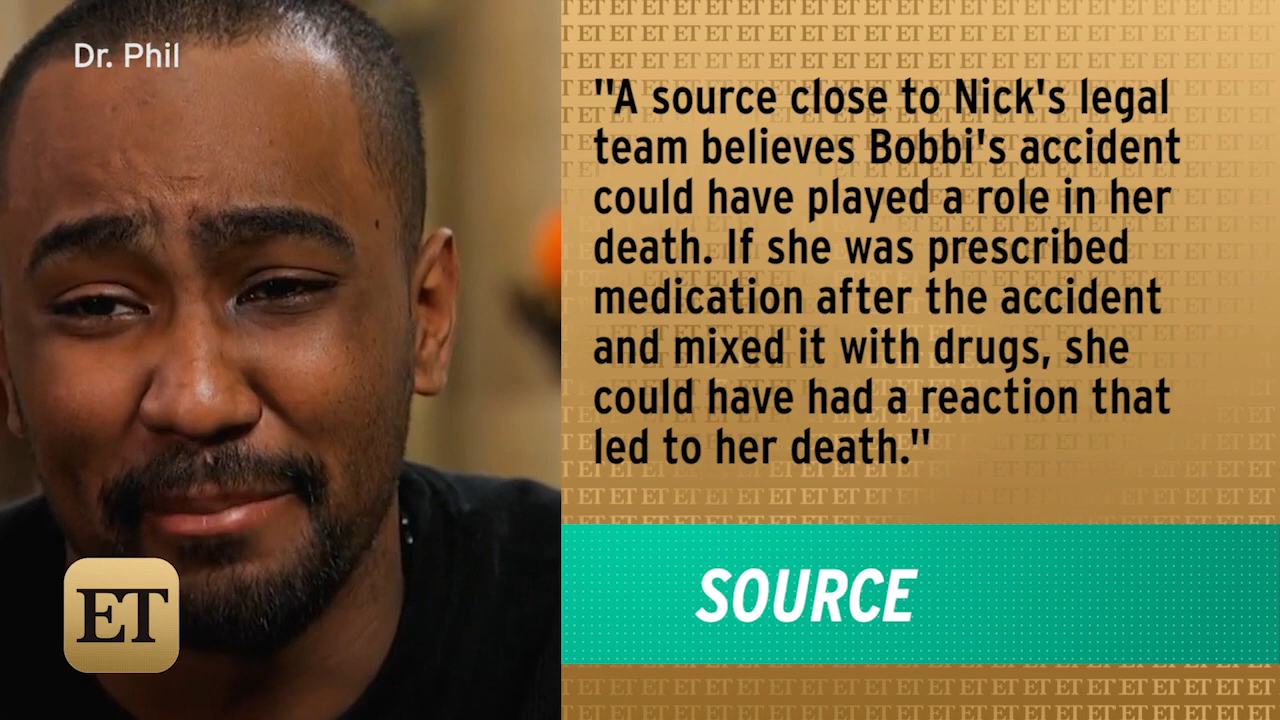 Dr. Phil
"A source close to Nick's legal
team believes Bobbi's accident
could have played a role in her
death. If she was prescribed
medication after the accident
and mixed it with drugs, she
could have had a reaction that
led to her death."
SOURCE
ET